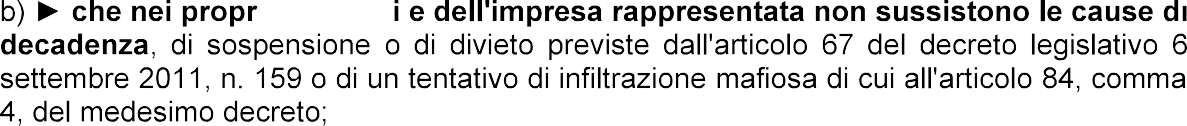 b) ► che nei propr i e dell'impresa rappresentata non sussistono le cause di
decadenza, di sospensione o di divieto previste dall'articolo 67 del decreto legislativo 6
settembre 2011, n. 159 o di un tentativo di infiltrazione mafiosa di cui all'articolo 84, comma
4, del medesimo decreto;